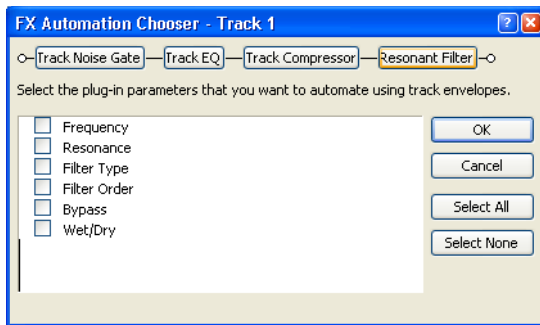 FX Automation Chooser - Track 1
Track Noise Gate Track EQ Track Compressor Resonant Filter
Select the plug-in parameters that you want to automate using track envelopes.
Frequency
Resonance
Filter Type
Filter Order
Bypass
Wet/Dry
OK
Cancel
Select All
Select None